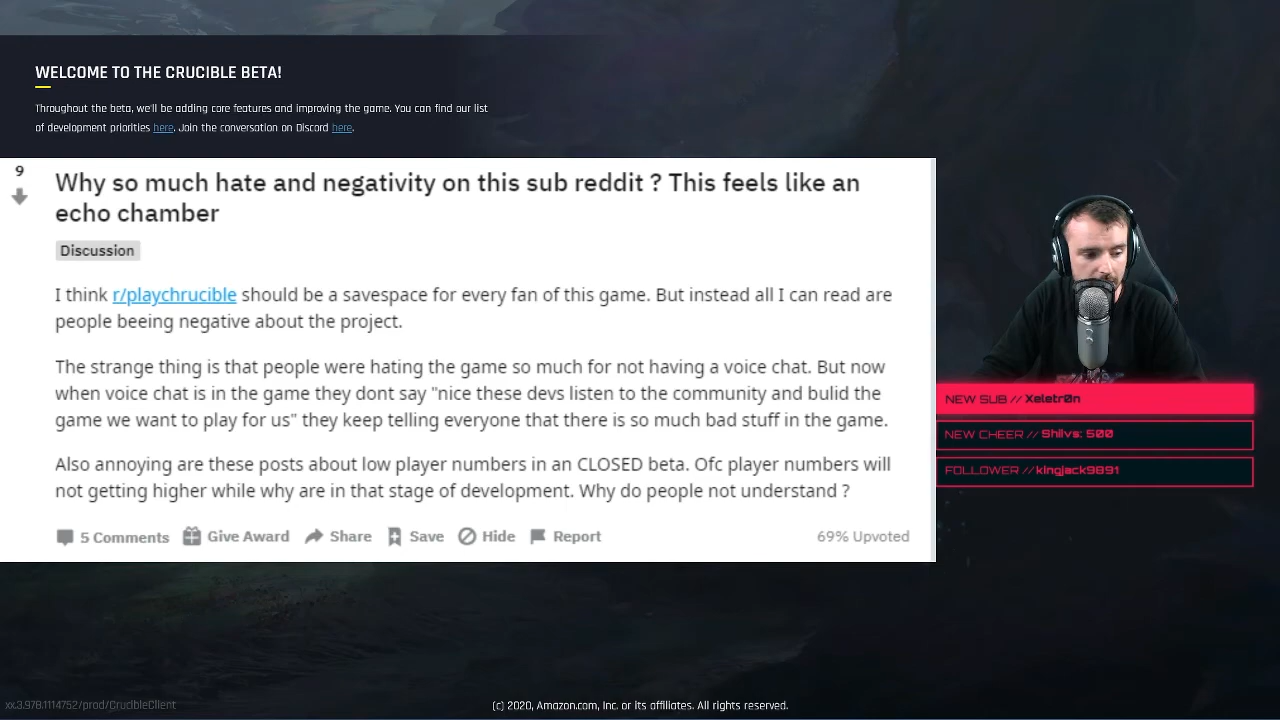 WELCOME TO THE CRUCIBLE BETA!
Throughout the beta, we'll be adding core features and improving the game. You can find our list
of development priorities here. Join the conversation on Discord here.
9
Why so much hate and negativity on this sub reddit ? This feels like an
echo chamber
Discussion
I think r/playchrucible should be a savespace for every fan of this game. But instead all I can read are
people beeing negative about the project.
The strange thing is that people were hating the game so much for not having a voice chat. But now
when voice chat is in the game they dont say "nice these devs listen to the community and bulid the
game we want to play for us" they keep telling everyone that there is so much bad stuff in the game.
Also annoying are these posts about low player numbers in an CLOSED beta. Ofc player numbers will
not getting higher while why are in that stage of development. Why do people not understand ?
5 Comments Give Award Share Save Hide Report 69% Upvoted
NEW SUB // Xeletr0n
NEW CHEER // Shilvs: 500
FOLLOWER // kingjack9891
xx.3.978.1114752/prod/CrucibleClient
(c) 2020, Amazon.com, Inc. or its affiliates. All rights reserved.